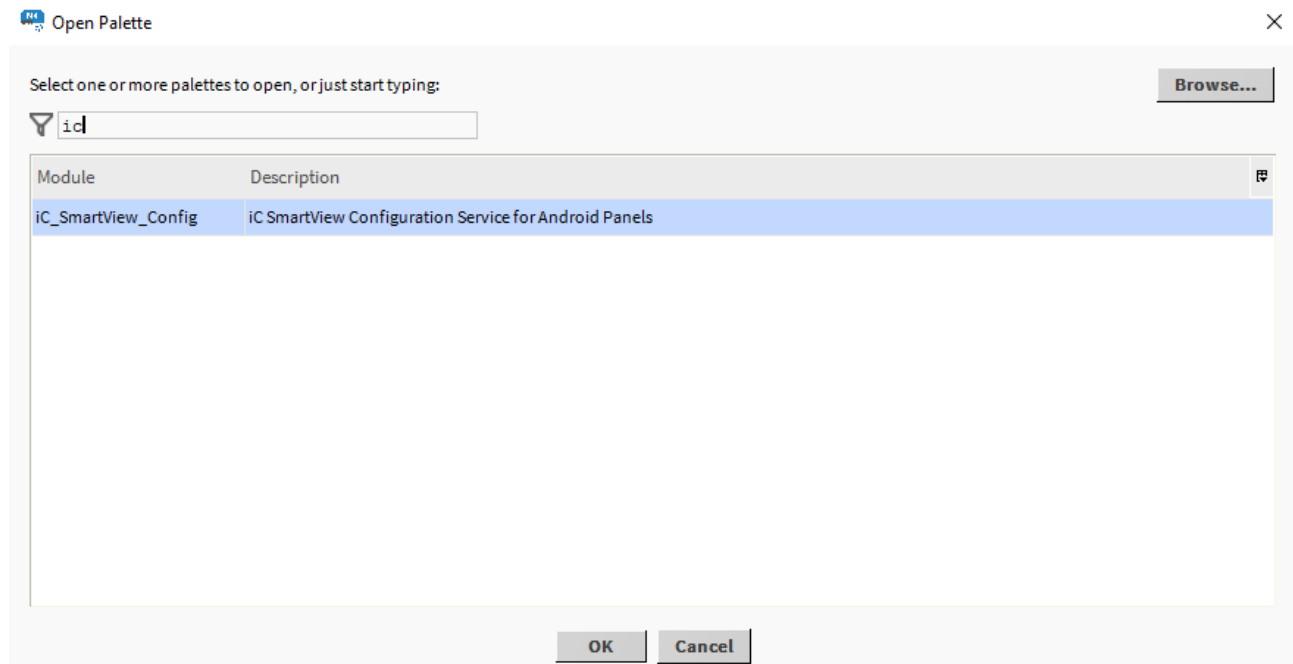 N4 Open Palette
Select one or more palettes to open, or just start typing:
Browse...
ic
Module Description
iC_SmartView_Config iC SmartView Configuration Service for Android Panels
OK Cancel